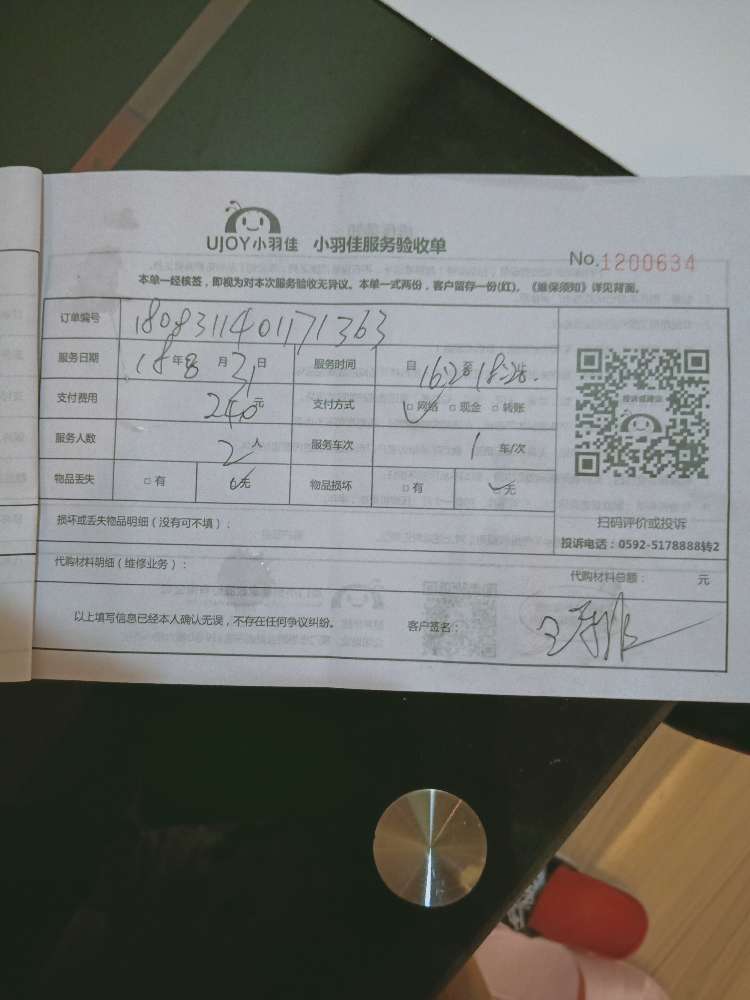 UJOY小羽佳 小羽佳服务验收单
No.1200634
本单一经核签，即视为对本次服务验收无异议。本单一式两份，客户留存一份(红)。《维保须知》详见背面。
订单编号 180831140117 1363
服务日期 18年8月31日 服务时间 自 16:20至18:20.
支付费用 240元 支付方式 □网络 □现金 □转账
服务人数 2人 服务车次 1车/次
物品丢失 □有 □无 物品损坏 □有 □无
损坏或丢失物品明细（没有可不填）：
扫码评价或投诉
投诉电话：0592-5178888转2
代购材料明细（维修业务）： 代购材料总额： 元
以上填写信息已经本人确认无误，不存在任何争议纠纷。 客户签名：